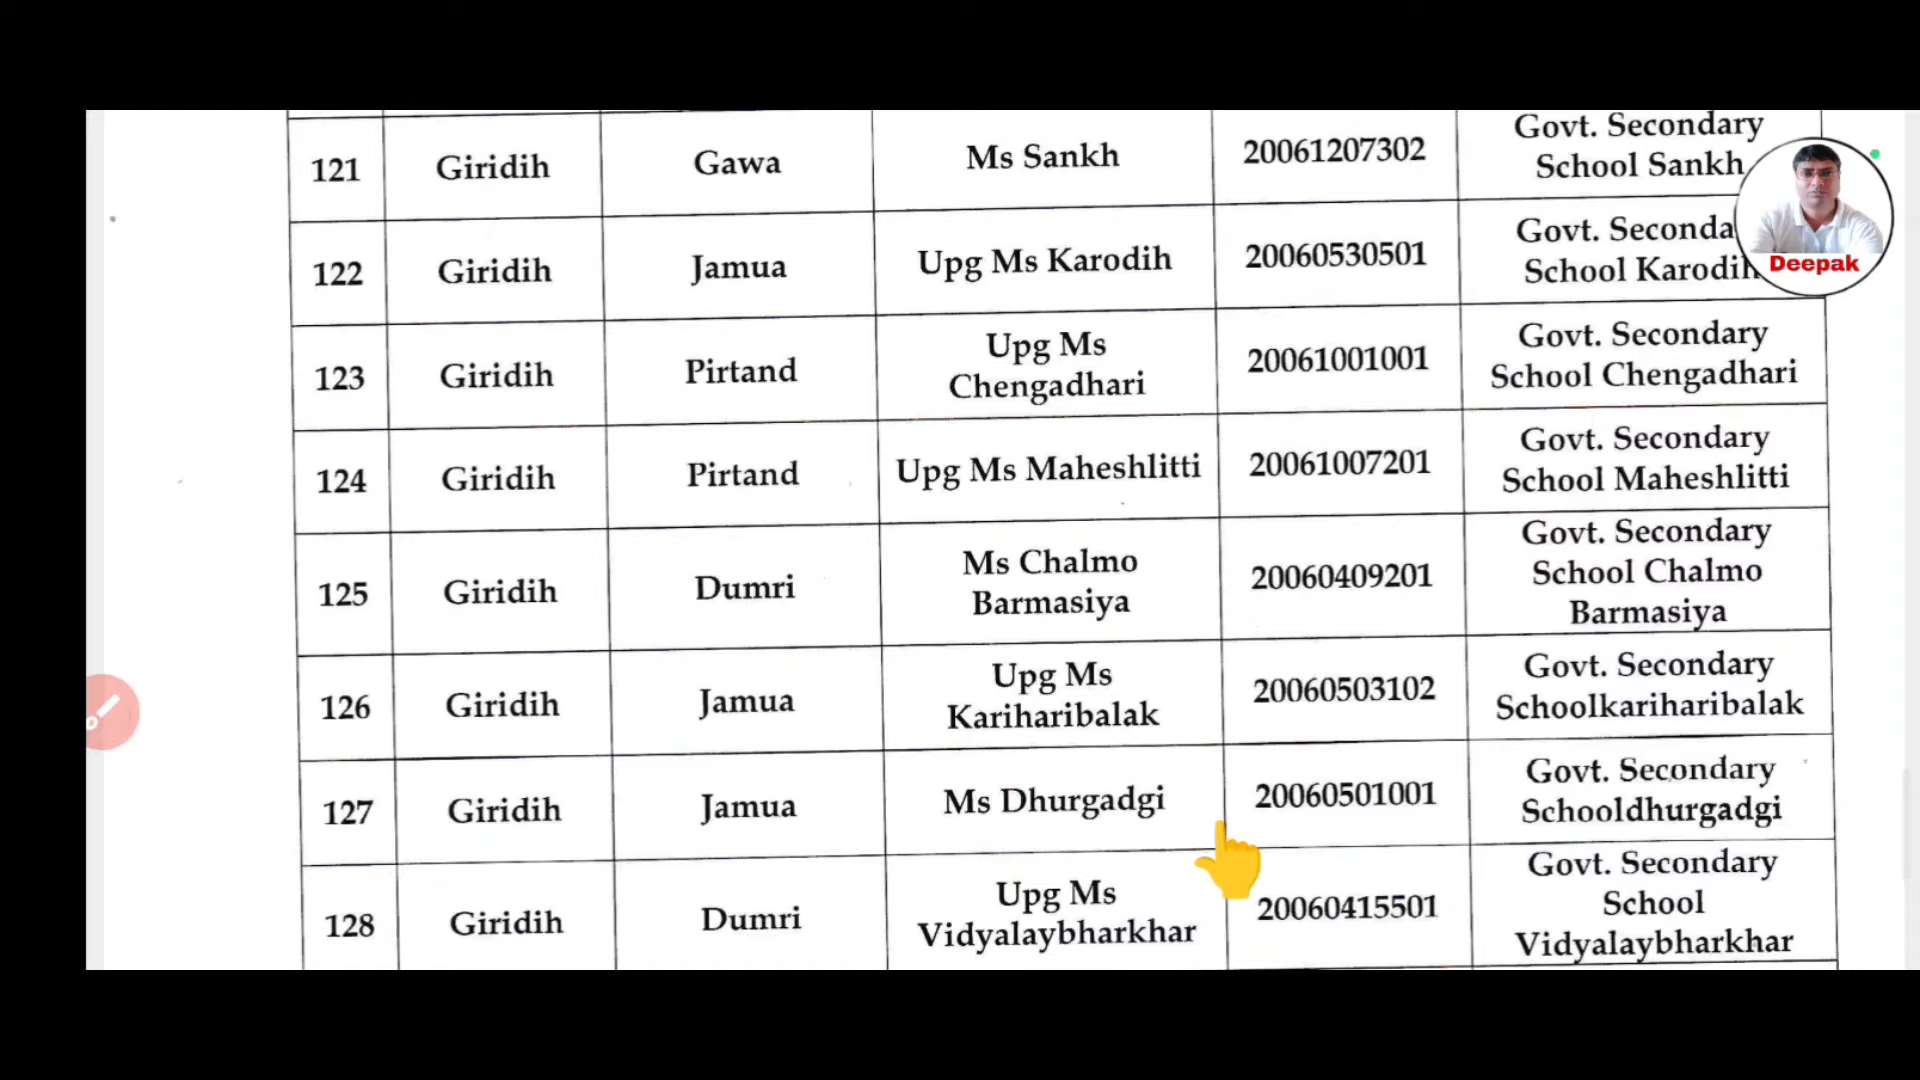 121 Giridih Gawa Ms Sankh 20061207302 Govt. Secondary
School Sankh
122 Giridih Jamua Upg Ms Karodih 20060530501 Govt. Seconda
School Karodih
Deepak
123 Giridih Pirtand Upg Ms
Chengadhari 20061001001 Govt. Secondary
School Chengadhari
124 Giridih Pirtand Upg Ms Maheshlitti 20061007201 Govt. Secondary
School Maheshlitti
125 Giridih Dumri Ms Chalmo
Barmasiya 20060409201 Govt. Secondary
School Chalmo
Barmasiya
126 Giridih Jamua Upg Ms
Kariharibalak 20060503102 Govt. Secondary
Schoolkariharibalak
127 Giridih Jamua Ms Dhurgadgi 20060501001 Govt. Secondary
Schooldhurgadgi
128 Giridih Dumri Upg Ms
Vidyalaybharkhar 20060415501 Govt. Secondary
School
Vidyalaybharkhar